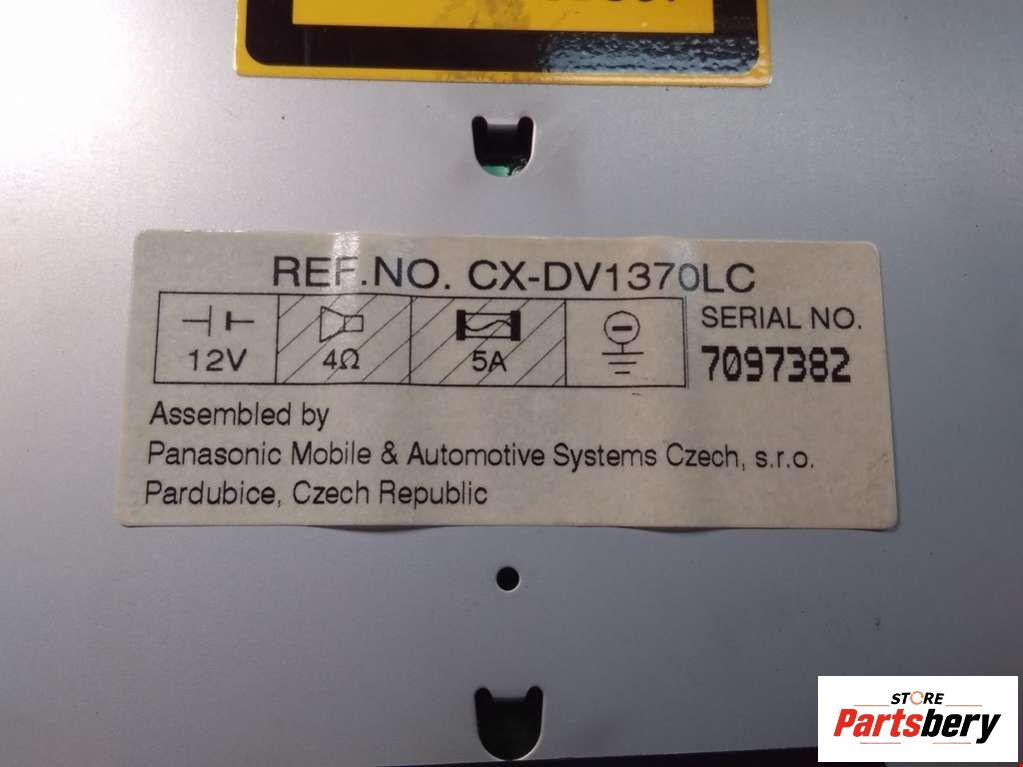 REF.NO. CX-DV1370LC
12V
4Ω
5A
SERIAL NO.
7097382
Assembled by
Panasonic Mobile & Automotive Systems Czech, s.r.o.
Pardubice, Czech Republic
STORE
Partsbery